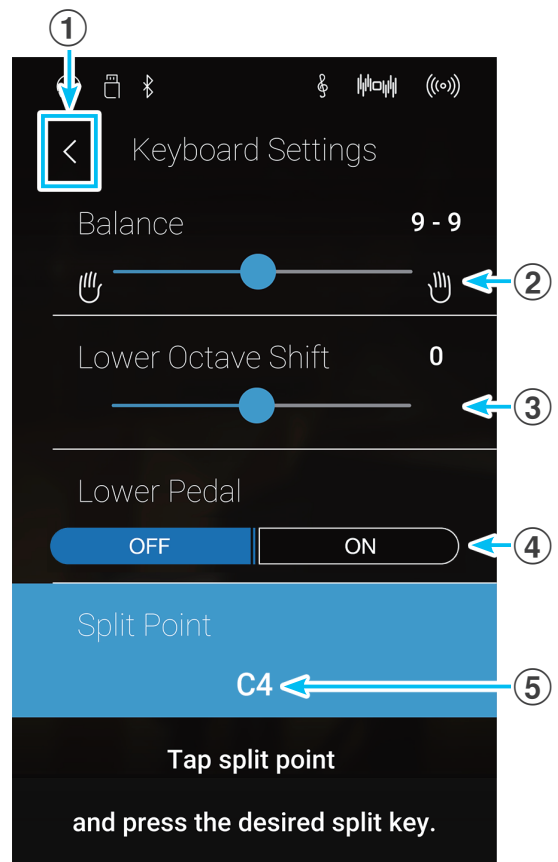 1
Keyboard Settings
Balance 9 - 9
2
Lower Octave Shift 0
3
Lower Pedal
OFF ON
4
Split Point
C4
5
Tap split point
and press the desired split key.